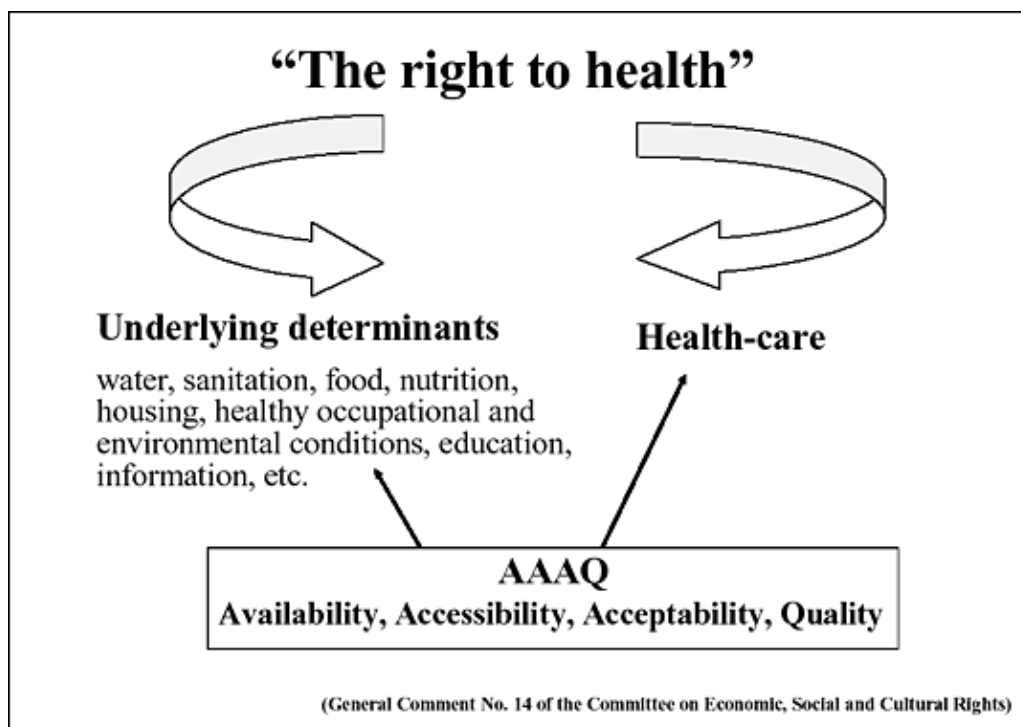 “The right to health”
Underlying determinants
water, sanitation, food, nutrition,
housing, healthy occupational and
environmental conditions, education,
information, etc.
Health-care
AAAQ
Availability, Accessibility, Acceptability, Quality
(General Comment No. 14 of the Committee on Economic, Social and Cultural Rights)